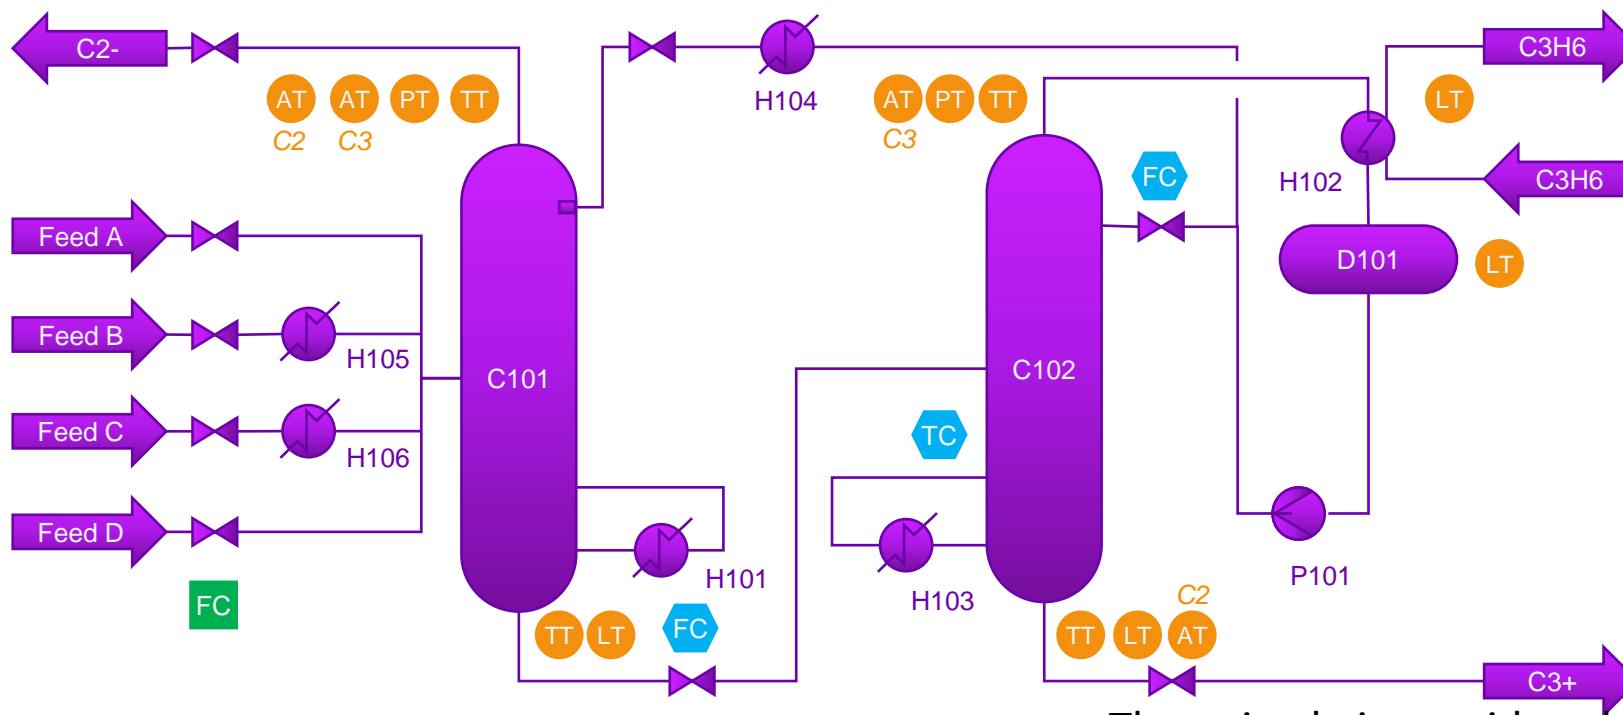 C2-
C3H6
AT
AT
PT
TT
C2
C3
H104
AT
PT
TT
C3
LT
H102
C3H6
FC
Feed A
D101
LT
Feed B
H105
C101
C102
Feed C
H106
TC
Feed D
H101
H103
P101
FC
TT
LT
FC
C2
TT
LT
AT
C3+